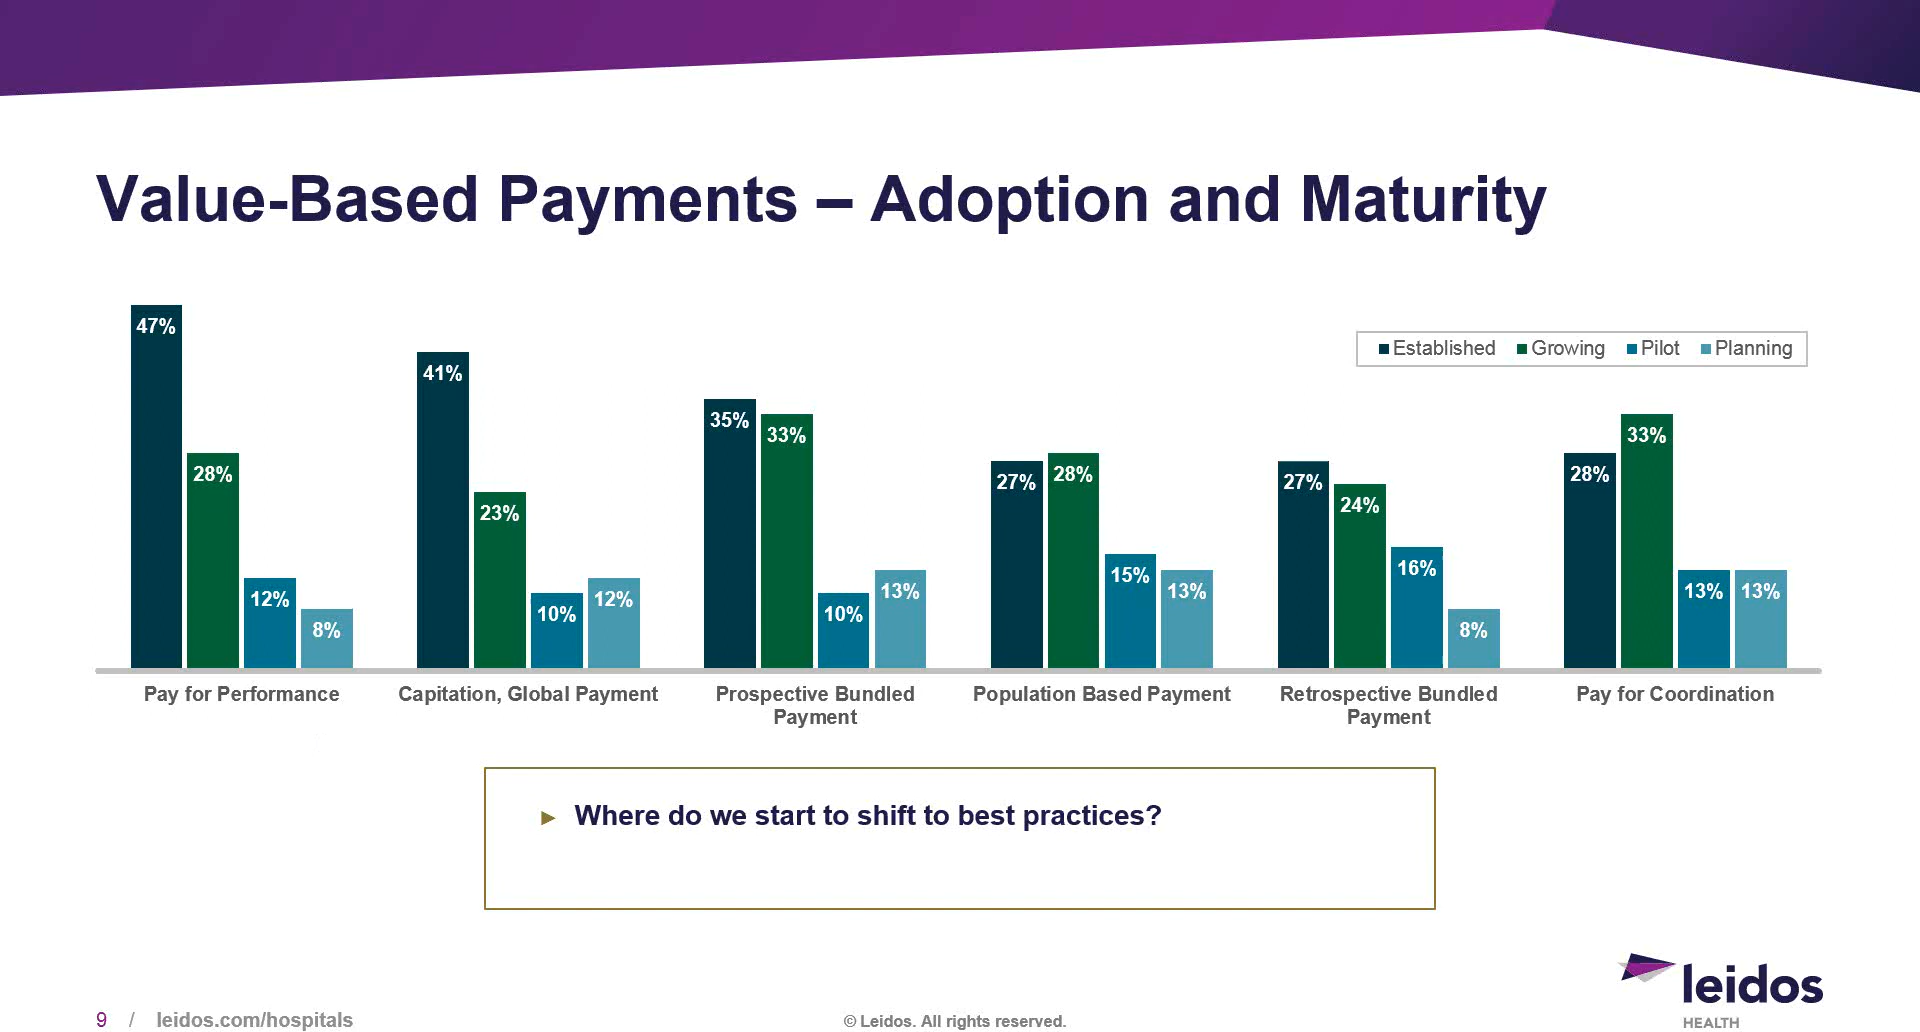 Value-Based Payments – Adoption and Maturity
Established Growing Pilot Planning
47% 28% 12% 8%
41% 23% 10% 12%
35% 33% 10% 13%
27% 28% 15% 13%
27% 24% 16% 8%
28% 33% 13% 13%
Pay for Performance
Capitation, Global Payment
Prospective Bundled
Payment
Population Based Payment
Retrospective Bundled
Payment
Pay for Coordination
► Where do we start to shift to best practices?
leidos
HEALTH
9 / leidos.com/hospitals
© Leidos. All rights reserved.